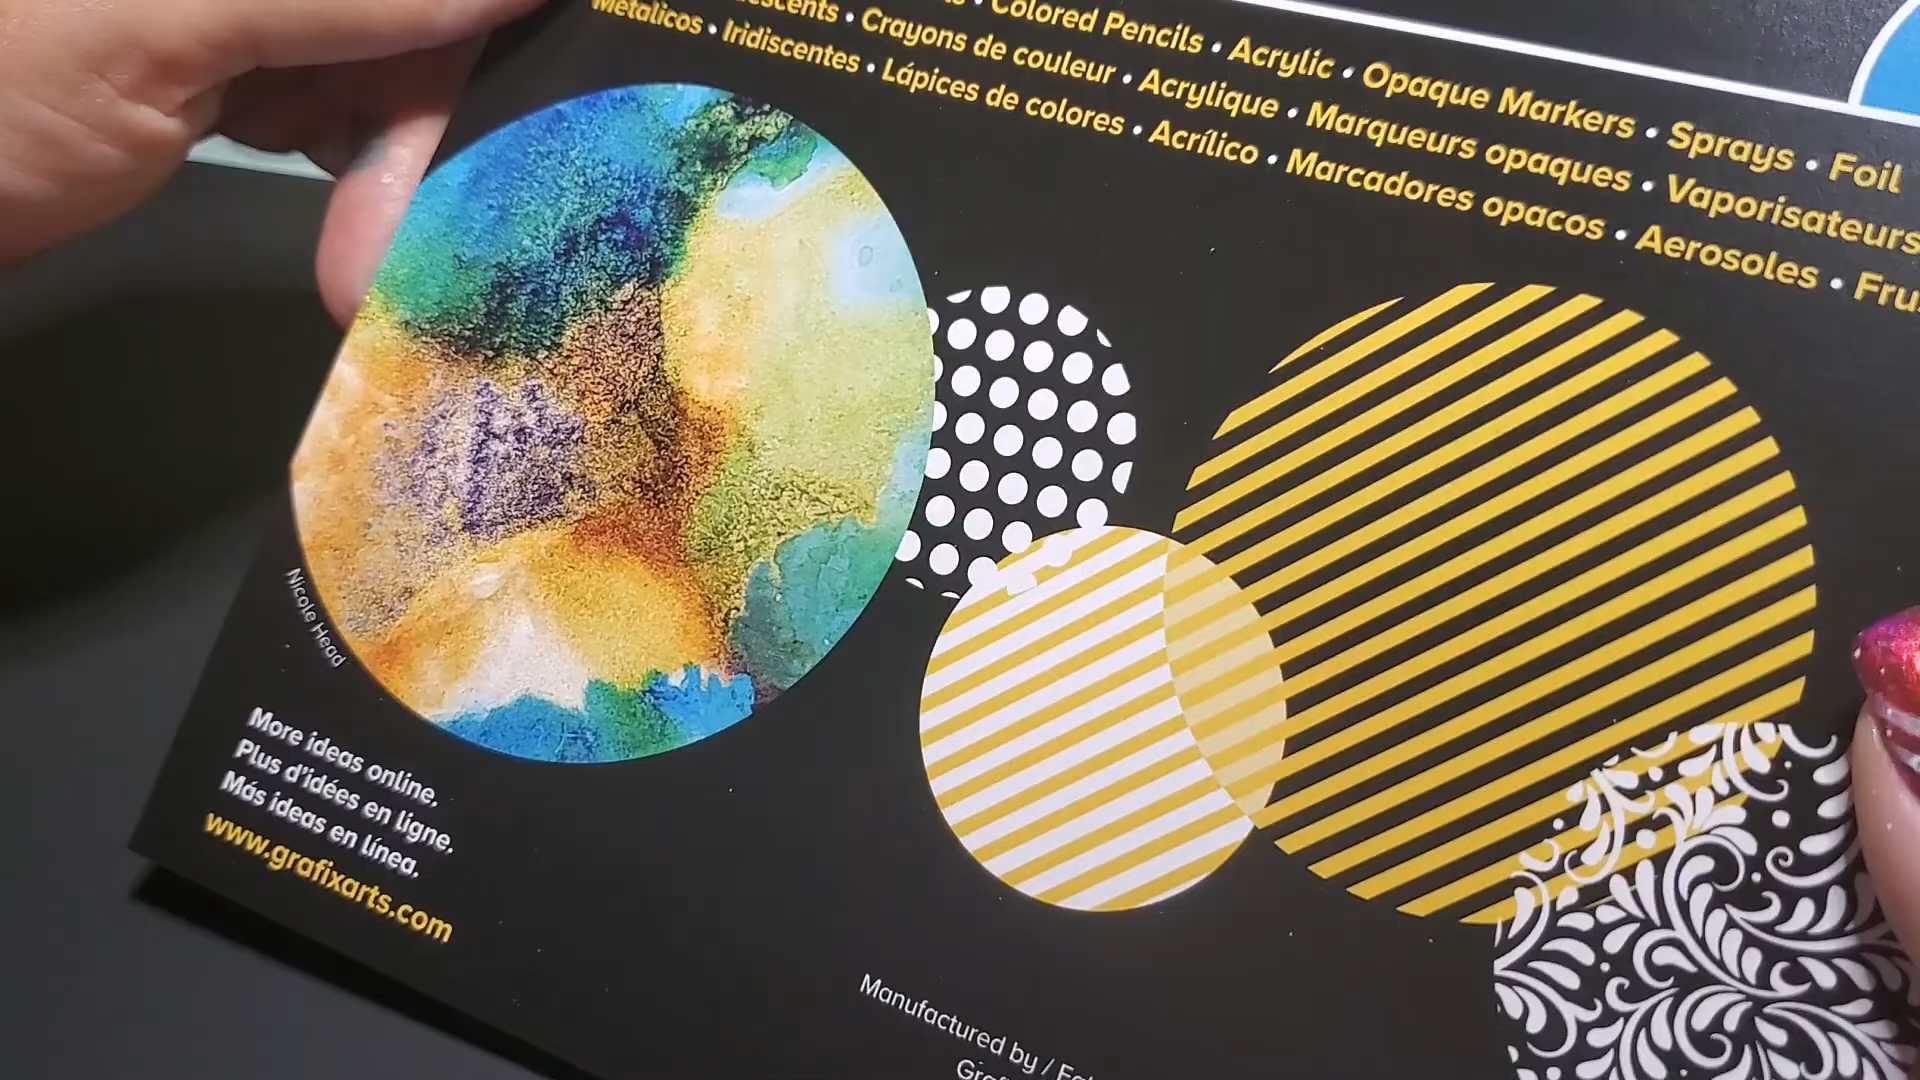 Colored Pencils • Acrylic • Opaque Markers • Sprays • Foil
• Crayons de couleur • Acrylique • Marqueurs opaques • Vaporisateurs
Metalicos • Iridiscentes • Lápices de colores • Acrílico • Marcadores opacos • Aerosoles •
Nicole Head
More ideas online.
Plus d'idées en ligne.
Más ideas en línea.
www.grafixarts.com
Manufactured by /